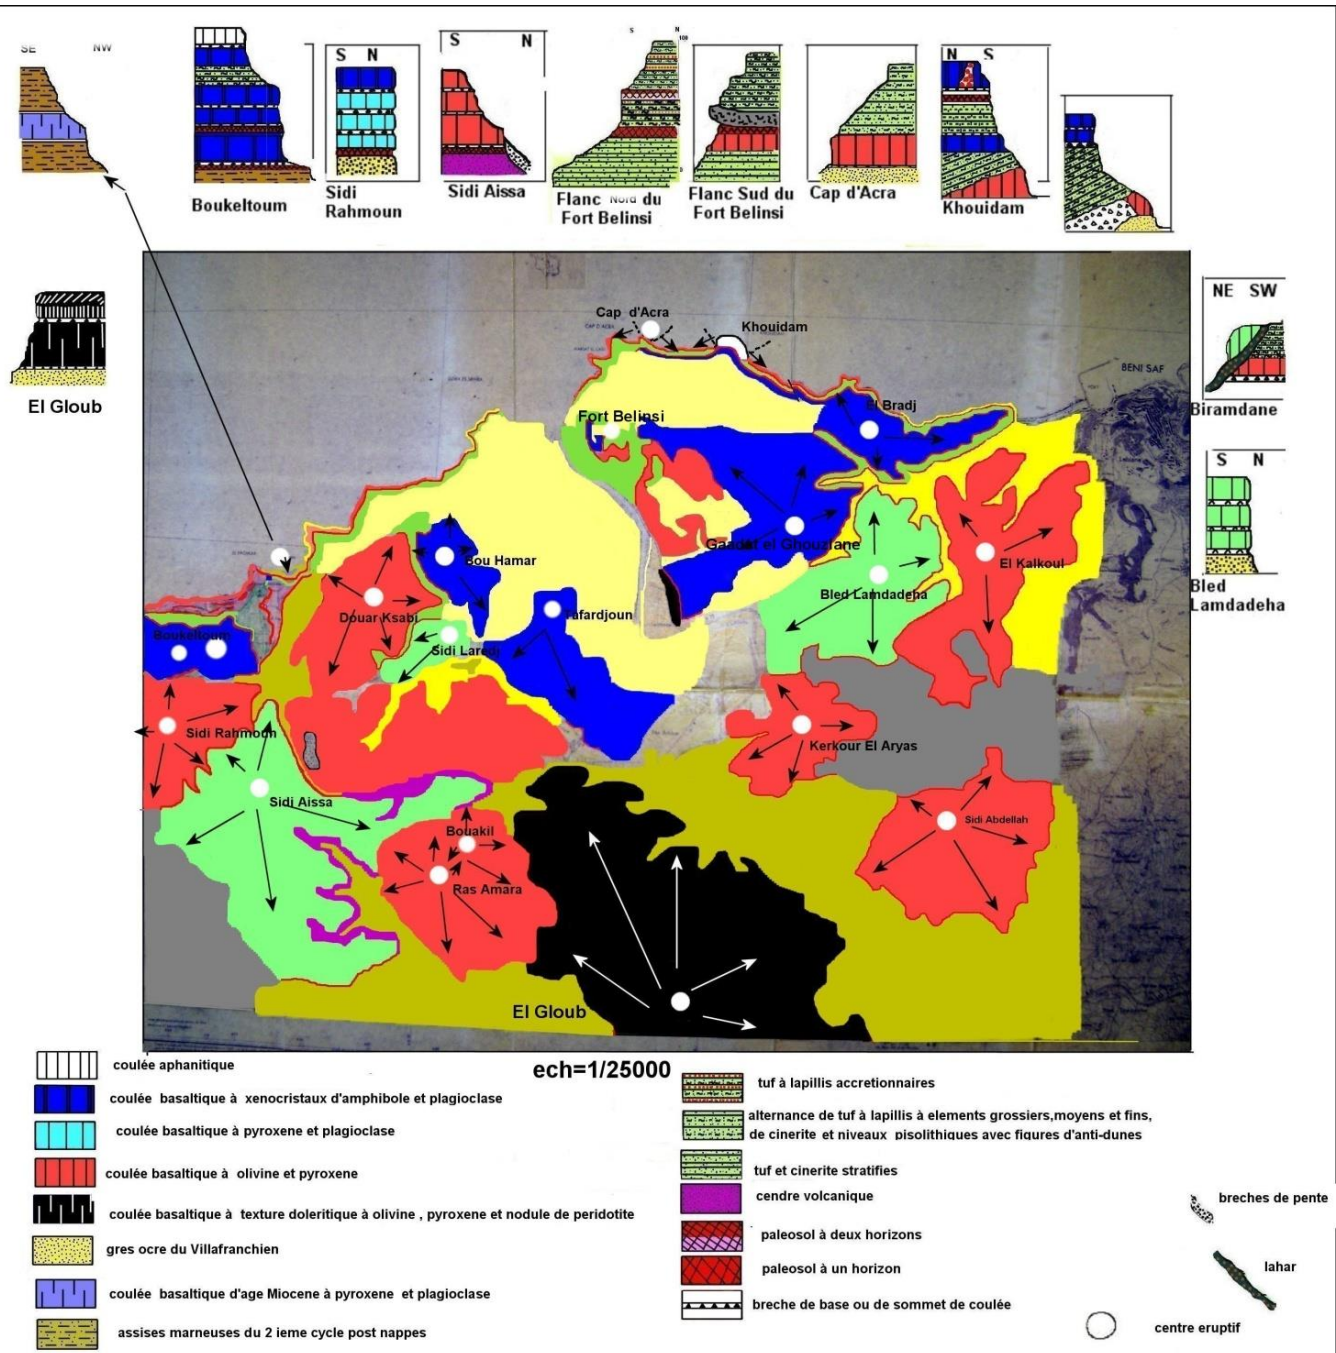 SE NW
S N
S N
S N
S N
N S
Boukeltoum
Sidi
Rahmoun
Sidi Aissa
Flanc Nord du
Fort Belinsi
Flanc Sud du
Fort Belinsi
Cap d'Acra
Khouidam
El Gloub
NE SW
Biramdane
S N
Bled
Lamdadeha
Cap d'Acra
Khouidam
BENI SAF
Fort Belinsi
El Bradj
Gaadat el Ghouzlane
Bou Hamar
El Kalkoul
Bled Lamdadeha
Tafardjoun
Douar Ksabi
Boukeltoum
Sidi Laredj
Sidi Rahmoun
Kerkour El Aryas
Sidi Aissa
Sidi Abdellah
Bouakil
Ras Amara
El Gloub
ech=1/25000
coulée aphanitique
coulée basaltique à xenocristaux d'amphibole et plagioclase
coulée basaltique à pyroxene et plagioclase
coulée basaltique à olivine et pyroxene
coulée basaltique à texture doleritique à olivine , pyroxene et nodule de peridotite
gres ocre du Villafranchien
coulée basaltique d'age Miocene à pyroxene et plagioclase
assises marneuses du 2 ieme cycle post nappes
tuf à lapillis accretionnaires
alternance de tuf à lapillis à elements grossiers,moyens et fins,
de cinerite et niveaux pisolithiques avec figures d'anti-dunes
tuf et cinerite stratifies
cendre volcanique
paleosol à deux horizons
paleosol à un horizon
breche de base ou de sommet de coulée
breches de pente
lahar
centre eruptif